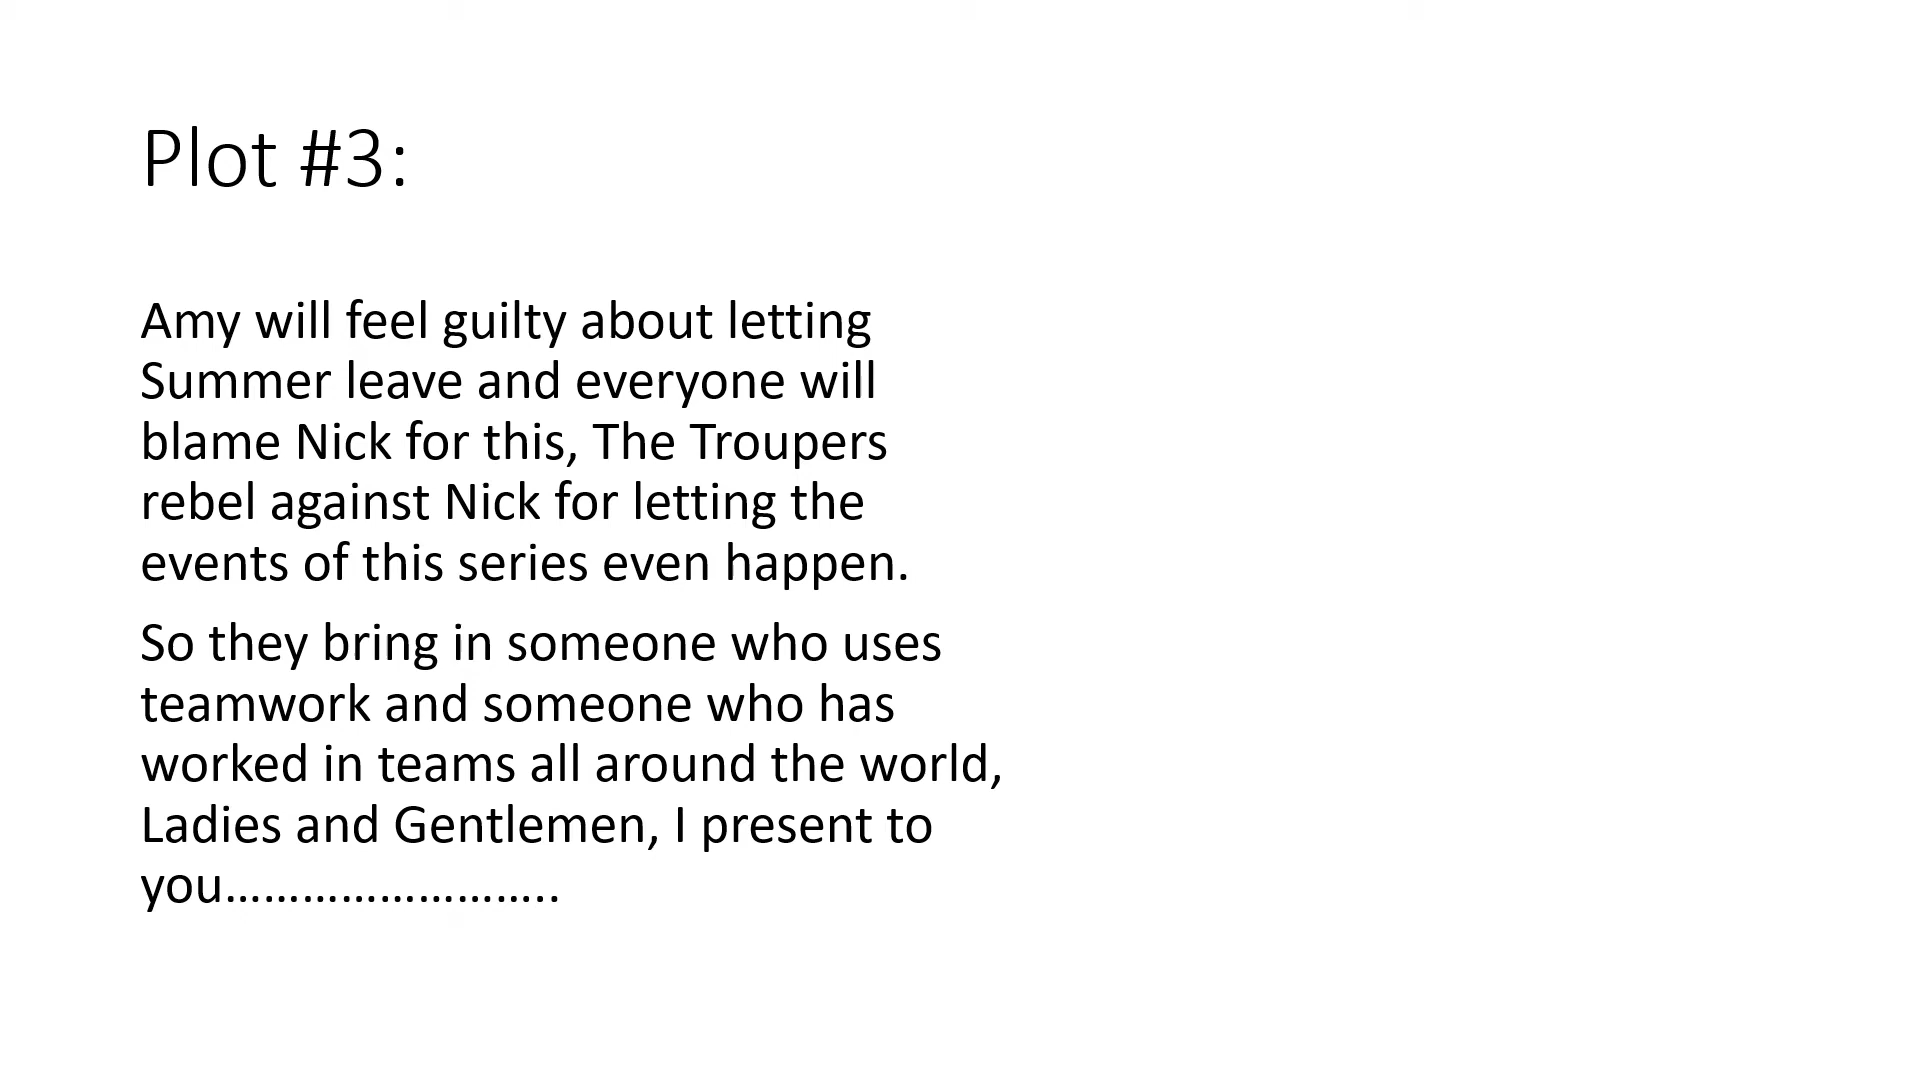 Plot #3:
Amy will feel guilty about letting
Summer leave and everyone will
blame Nick for this, The Troupers
rebel against Nick for letting the
events of this series even happen.
So they bring in someone who uses
teamwork and someone who has
worked in teams all around the world,
Ladies and Gentlemen, I present to
you……………………..